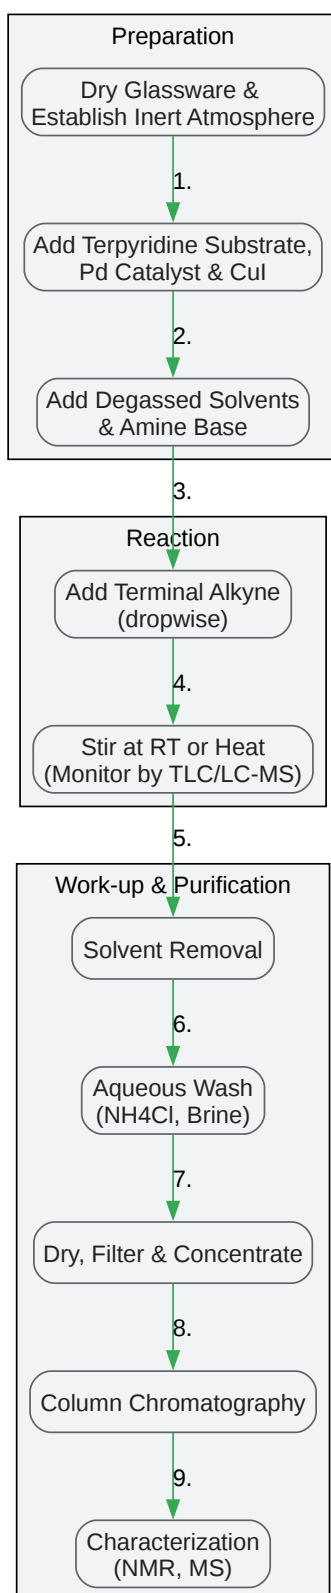 Preparation
Dry Glassware &
Establish Inert Atmosphere
1.
Add Terpyridine Substrate,
Pd Catalyst & CuI
2.
Add Degassed Solvents
& Amine Base
3.
Reaction
Add Terminal Alkyne
(dropwise)
4.
Stir at RT or Heat
(Monitor by TLC/LC-MS)
5.
Work-up & Purification
Solvent Removal
6.
Aqueous Wash
(NH4Cl, Brine)
7.
Dry, Filter & Concentrate
8.
Column Chromatography
9.
Characterization
(NMR, MS)